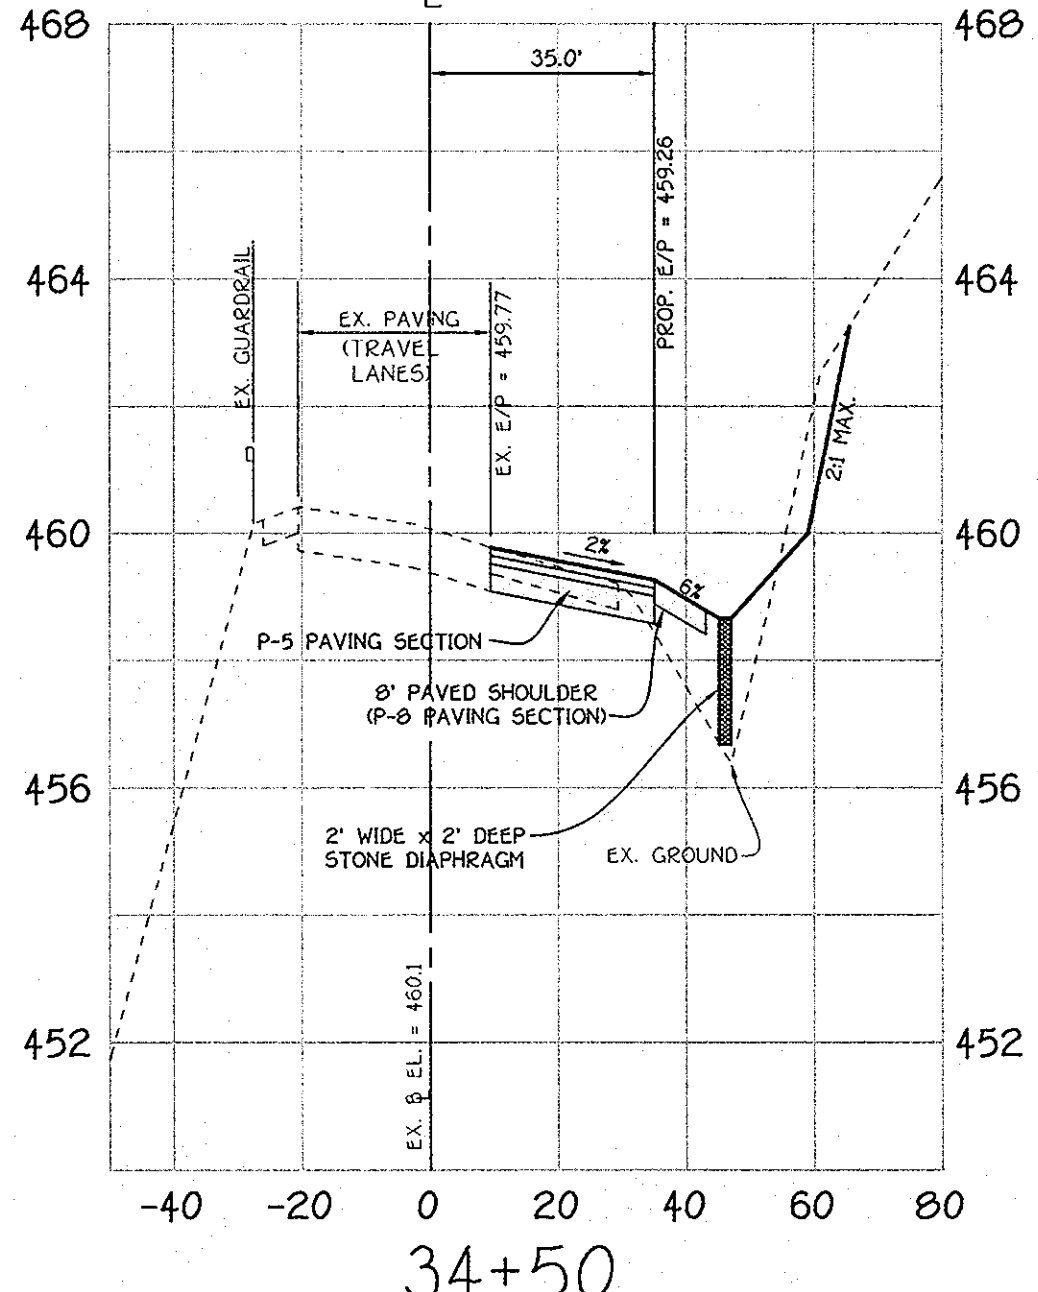 468 468
35.0'
PROP. E/P = 459.26
464 464
EX. GUARDRAIL
EX. PAVING
(TRAVEL
LANES)
EX. E/P = 459.77
2:1 MAX.
460 460
2%
6%
P-5 PAVING SECTION
8' PAVED SHOULDER
(P-8 PAVING SECTION)
456 456
2' WIDE x 2' DEEP
STONE DIAPHRAGM
EX. GROUND
EX. B EL. = 460.1
452 452
-40 -20 0 20 40 60 80
34+50